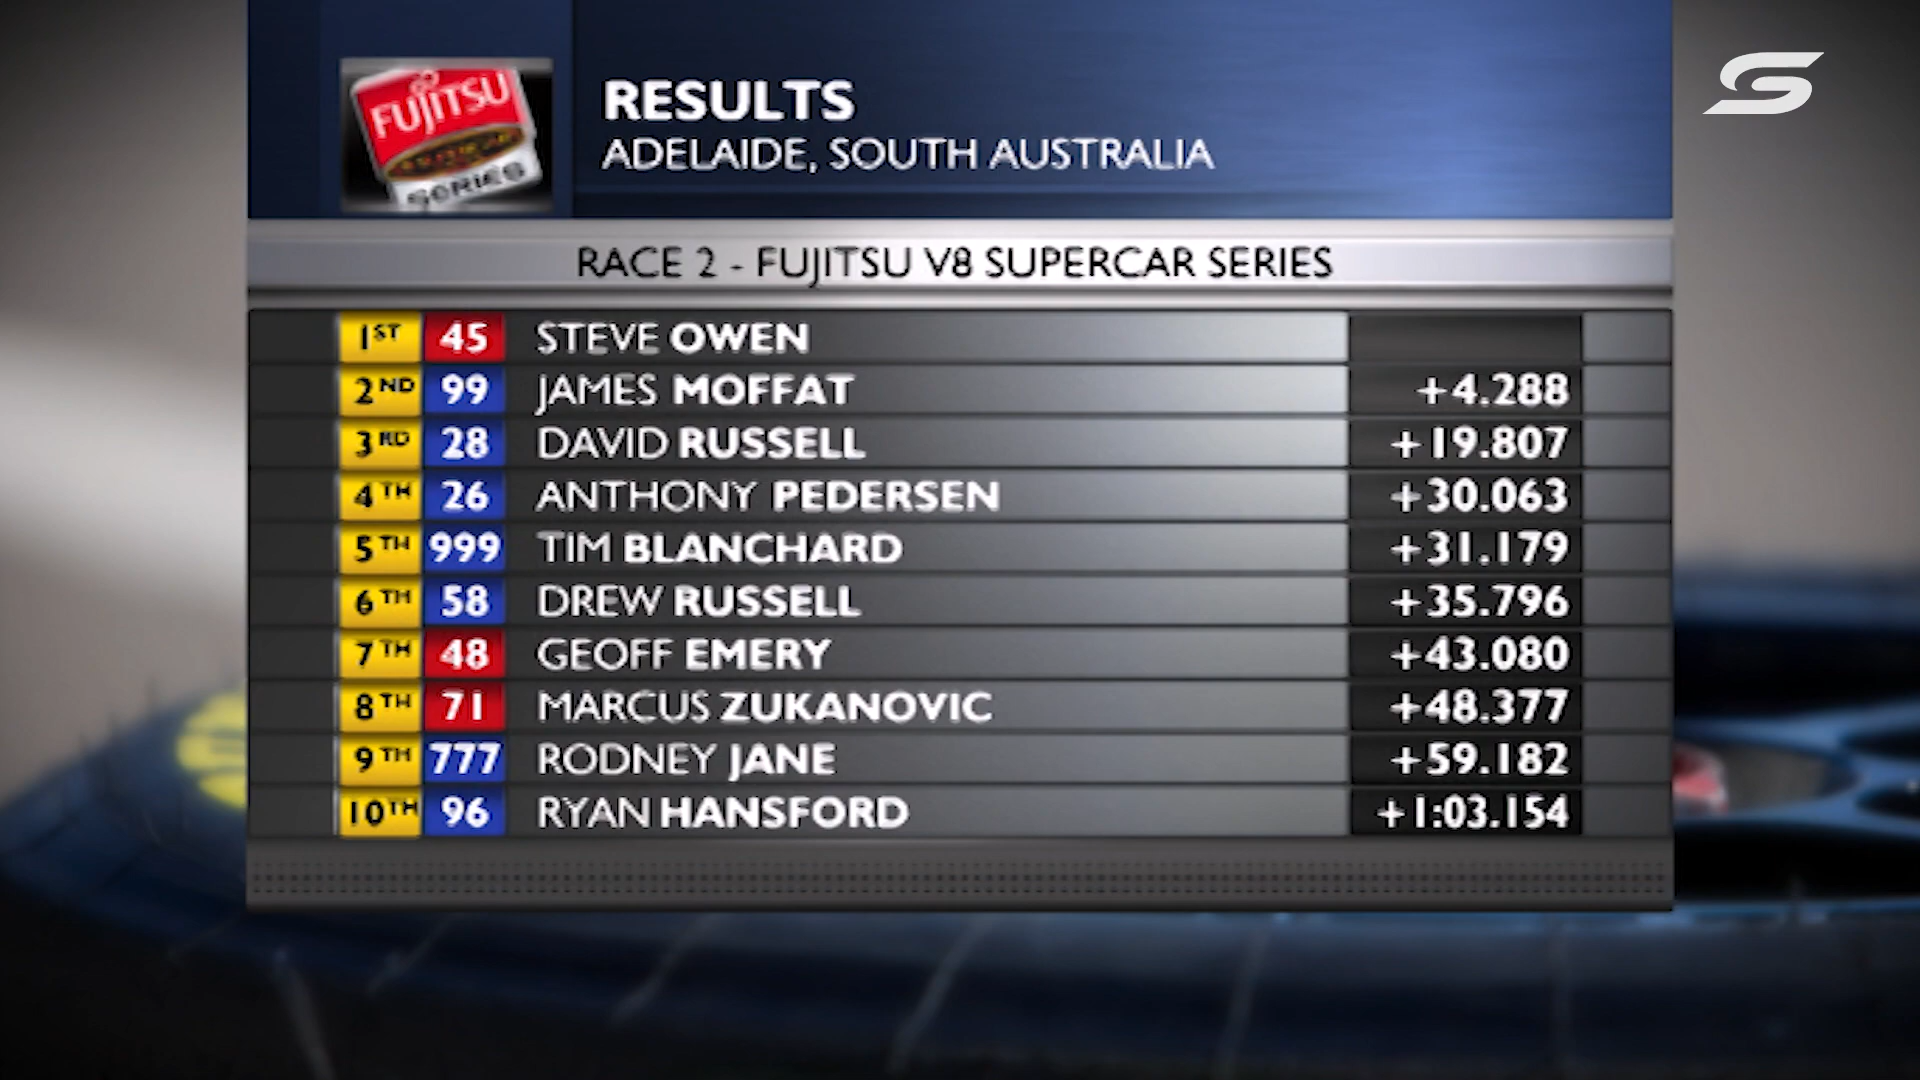 FUJITSU
SERIES
RESULTS
ADELAIDE, SOUTH AUSTRALIA
RACE 2 - FUJITSU V8 SUPERCAR SERIES
1ST 45 STEVE OWEN
2ND 99 JAMES MOFFAT +4.288
3RD 28 DAVID RUSSELL +19.807
4TH 26 ANTHONY PEDERSEN +30.063
5TH 999 TIM BLANCHARD +31.179
6TH 58 DREW RUSSELL +35.796
7TH 48 GEOFF EMERY +43.080
8TH 71 MARCUS ZUKANOVIC +48.377
9TH 777 RODNEY JANE +59.182
10TH 96 RYAN HANSFORD +1:03.154